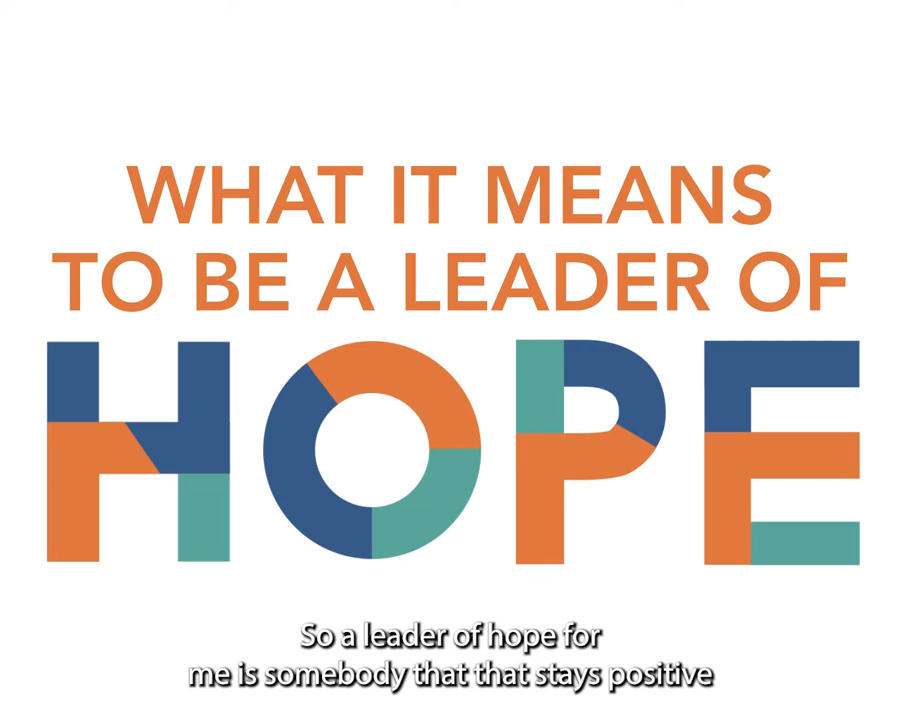 WHAT IT MEANS
TO BE A LEADER OF
HOPE
So a leader of hope for
me is somebody that that stays positive